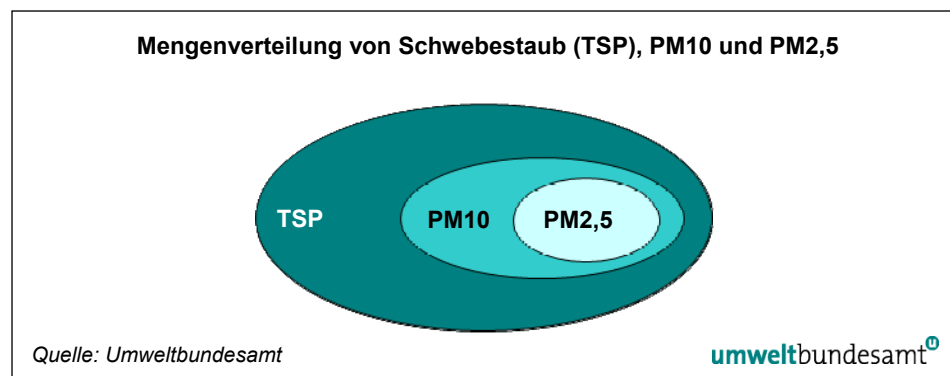 Mengenverteilung von Schwebestaub (TSP), PM10 und PM2,5
TSP PM10 PM2,5
Quelle: Umweltbundesamt umweltbundesamt ᵁ